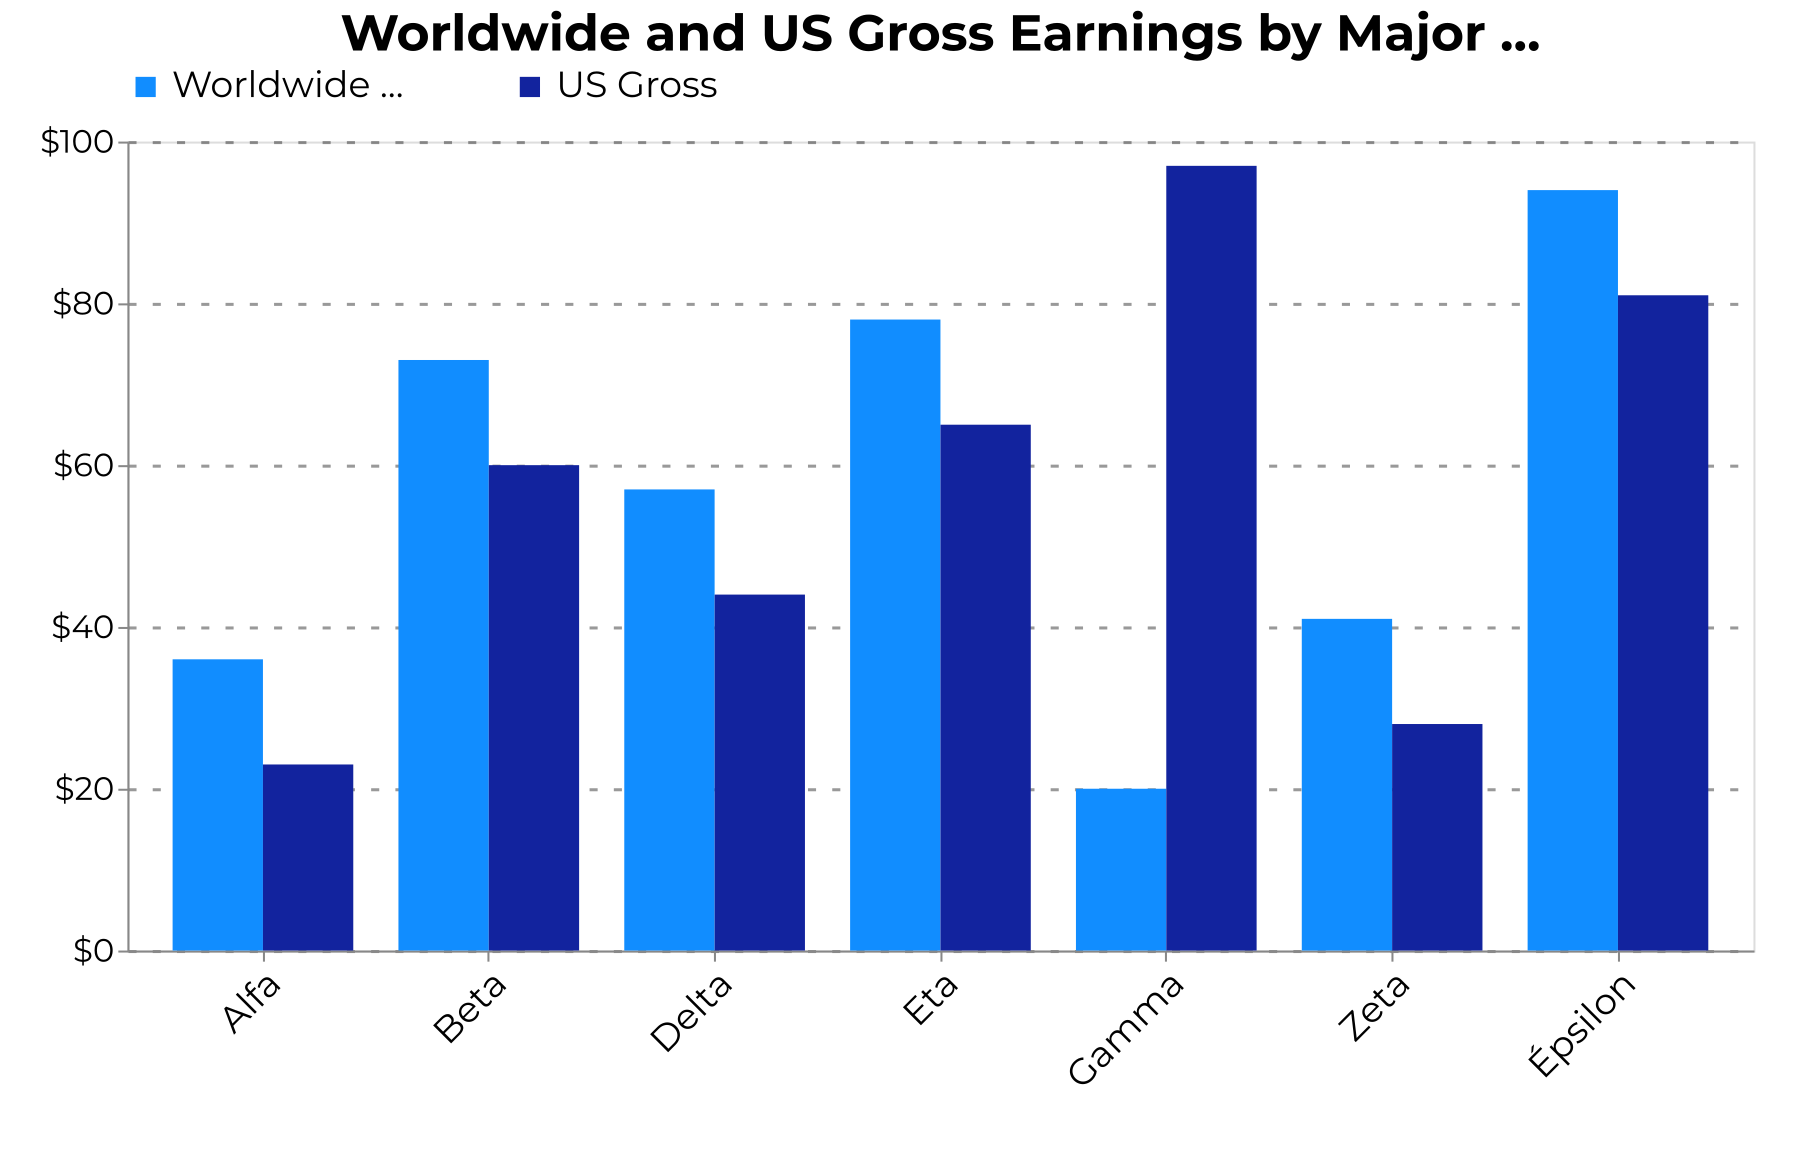 Worldwide and US Gross Earnings by Major ...
Worldwide ...
US Gross
$100
$80
$60
$40
$20
$0
Alfa
Beta
Delta
Eta
Gamma
Zeta
Épsilon